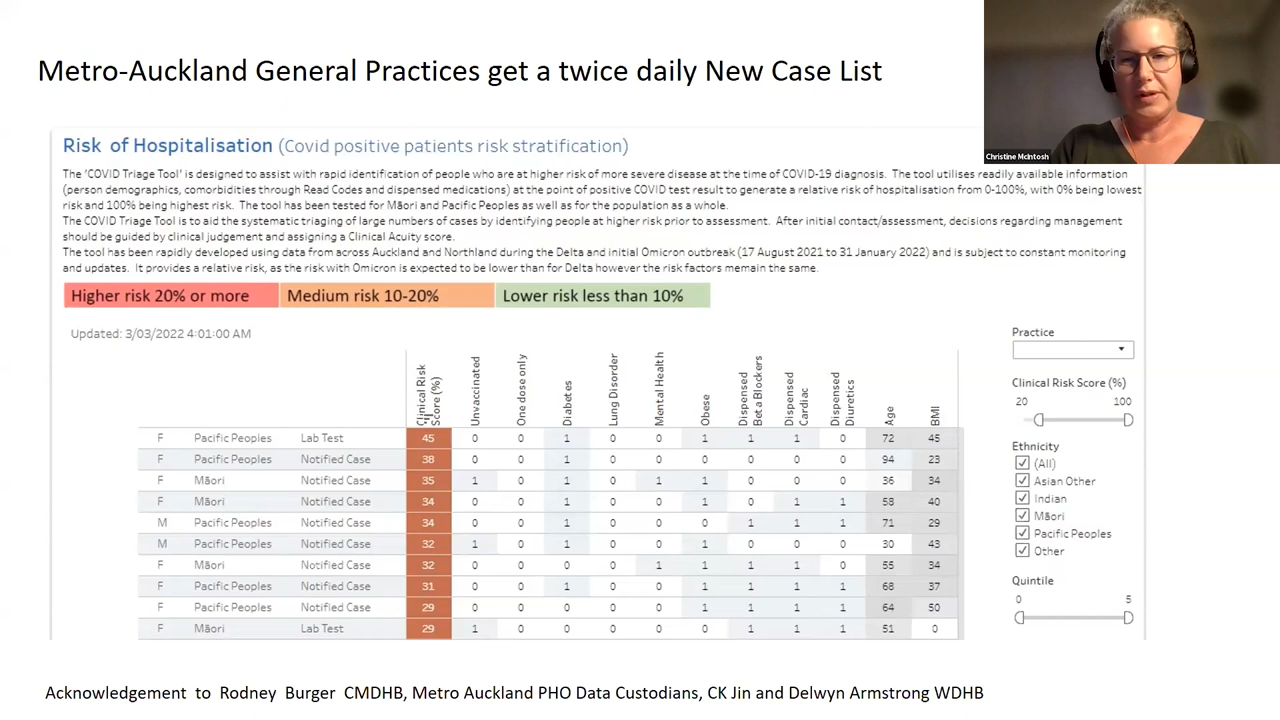 Metro-Auckland General Practices get a twice daily New Case List
Christine McIntosh
Risk of Hospitalisation (Covid positive patients risk stratification)
The 'COVID Triage Tool' is designed to assist with rapid identification of people who are at higher risk of more severe disease at the time of COVID-19 diagnosis. The tool utilises readily available information
(person demographics, comorbidities through Read Codes and dispensed medications) at the point of positive COVID test result to generate a relative risk of hospitalisation from 0-100%, with 0% being lowest
risk and 100% being highest risk. The tool has been tested for Māori and Pacific Peoples as well as for the population as a whole.
The COVID Triage Tool is to aid the systematic triaging of large numbers of cases by identifying people at higher risk prior to assessment. After initial contact/assessment, decisions regarding management
should be guided by clinical judgement and assigning a Clinical Acuity score.
The tool has been rapidly developed using data from across Auckland and Northland during the Delta and initial Omicron outbreak (17 August 2021 to 31 January 2022) and is subject to constant monitoring
and updates. It provides a relative risk, as the risk with Omicron is expected to be lower than for Delta however the risk factors memain the same.
Higher risk 20% or more Medium risk 10-20% Lower risk less than 10%
Updated: 3/03/2022 4:01:00 AM
Clinical Risk Score (%) Unvaccinated One dose only Diabetes Lung Disorder Mental Health Obese Dispensed Beta Blockers Dispensed Cardiac Dispensed Diuretics Age BMI
F Pacific Peoples Lab Test 45 0 0 1 0 0 1 1 1 0 72 45
F Pacific Peoples Notified Case 38 0 0 1 0 0 0 0 0 0 94 23
F Māori Notified Case 35 1 0 1 0 1 1 0 0 0 36 34
F Māori Notified Case 34 0 0 1 0 0 1 0 1 1 58 40
M Pacific Peoples Notified Case 34 0 0 1 0 0 0 1 1 1 71 29
M Pacific Peoples Notified Case 32 1 0 1 0 0 1 0 0 0 30 43
F Māori Notified Case 32 0 0 0 0 1 1 1 1 0 55 34
F Pacific Peoples Notified Case 31 0 0 1 0 0 1 1 1 1 68 37
F Pacific Peoples Notified Case 29 0 0 0 0 0 1 1 1 1 64 50
F Māori Lab Test 29 1 0 0 0 0 0 1 1 1 51 0
Practice
Clinical Risk Score (%)
20 100
Ethnicity
(All)
Asian Other
Indian
Māori
Pacific Peoples
Other
Quintile
0 5
Acknowledgement to Rodney Burger CMDHB, Metro Auckland PHO Data Custodians, CK Jin and Delwyn Armstrong WDHB